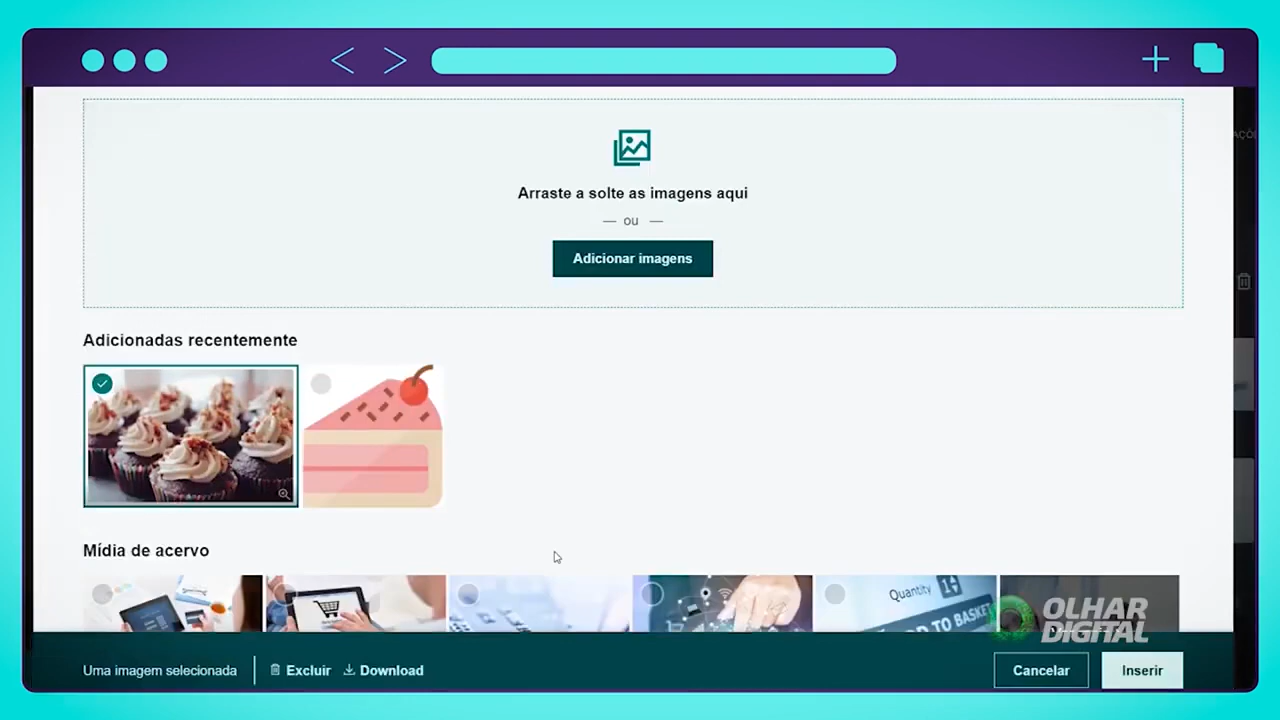 Arraste a solte as imagens aqui
ou
Adicionar imagens
Adicionadas recentemente
Mídia de acervo
Quantity 1
TO BASKET
OLHAR
DIGITAL
Uma imagem selecionada
Excluir
Download
Cancelar
Inserir